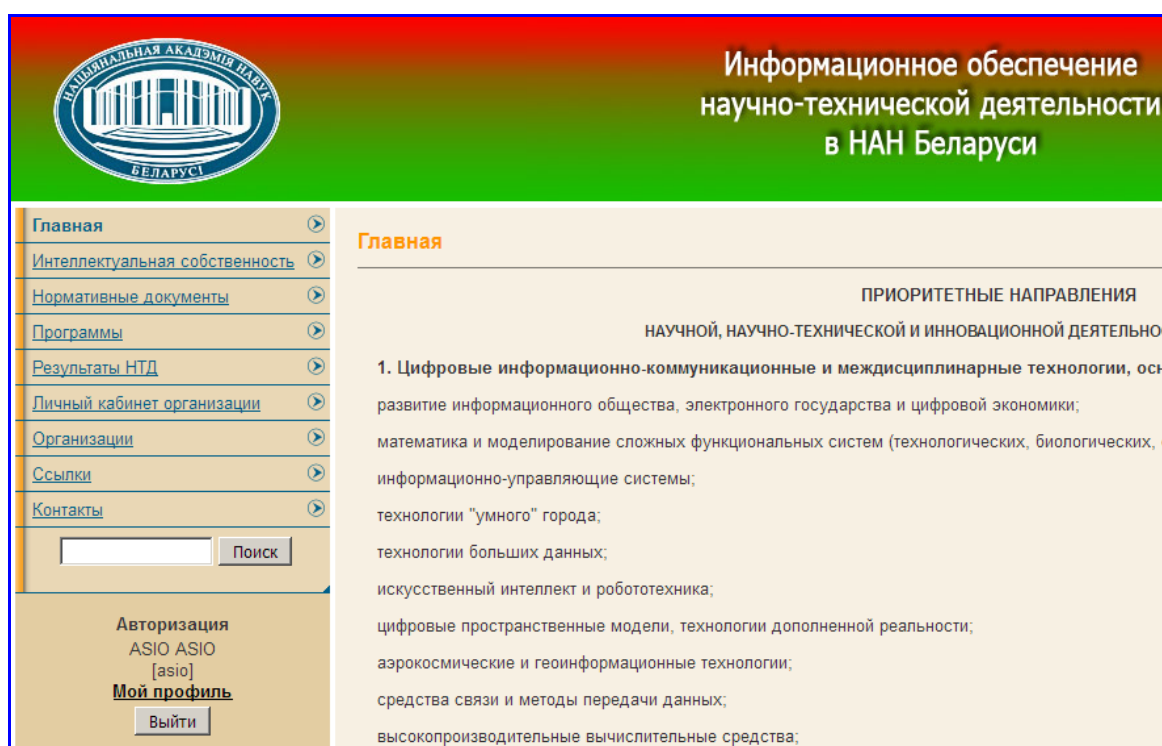 НАЦЫЯНАЛЬНАЯ АКАДЭМІЯ НАВУК
БЕЛАРУСІ
Информационное обеспечение
научно-технической деятельности
в НАН Беларуси
Главная
Интеллектуальная собственность
Нормативные документы
Программы
Результаты НТД
Личный кабинет организации
Организации
Ссылки
Контакты
Поиск
Авторизация
ASIO ASIO
[asio]
Мой профиль
Выйти
Главная
ПРИОРИТЕТНЫЕ НАПРАВЛЕНИЯ
НАУЧНОЙ, НАУЧНО-ТЕХНИЧЕСКОЙ И ИННОВАЦИОННОЙ ДЕЯТЕЛЬНО
1. Цифровые информационно-коммуникационные и междисциплинарные технологии, осн
развитие информационного общества, электронного государства и цифровой экономики;
математика и моделирование сложных функциональных систем (технологических, биологических,
информационно-управляющие системы;
технологии "умного" города;
технологии больших данных;
искусственный интеллект и робототехника;
цифровые пространственные модели, технологии дополненной реальности;
аэрокосмические и геоинформационные технологии;
средства связи и методы передачи данных;
высокопроизводительные вычислительные средства;